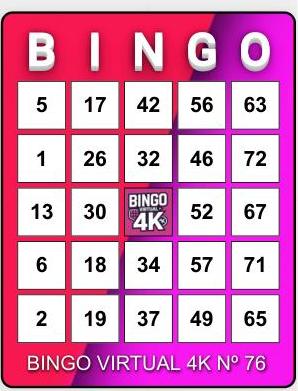 B I N G O
5 17 42 56 63
1 26 32 46 72
13 30 BINGO VIRTUAL 4K 52 67
6 18 34 57 71
2 19 37 49 65
BINGO VIRTUAL 4K Nº 76